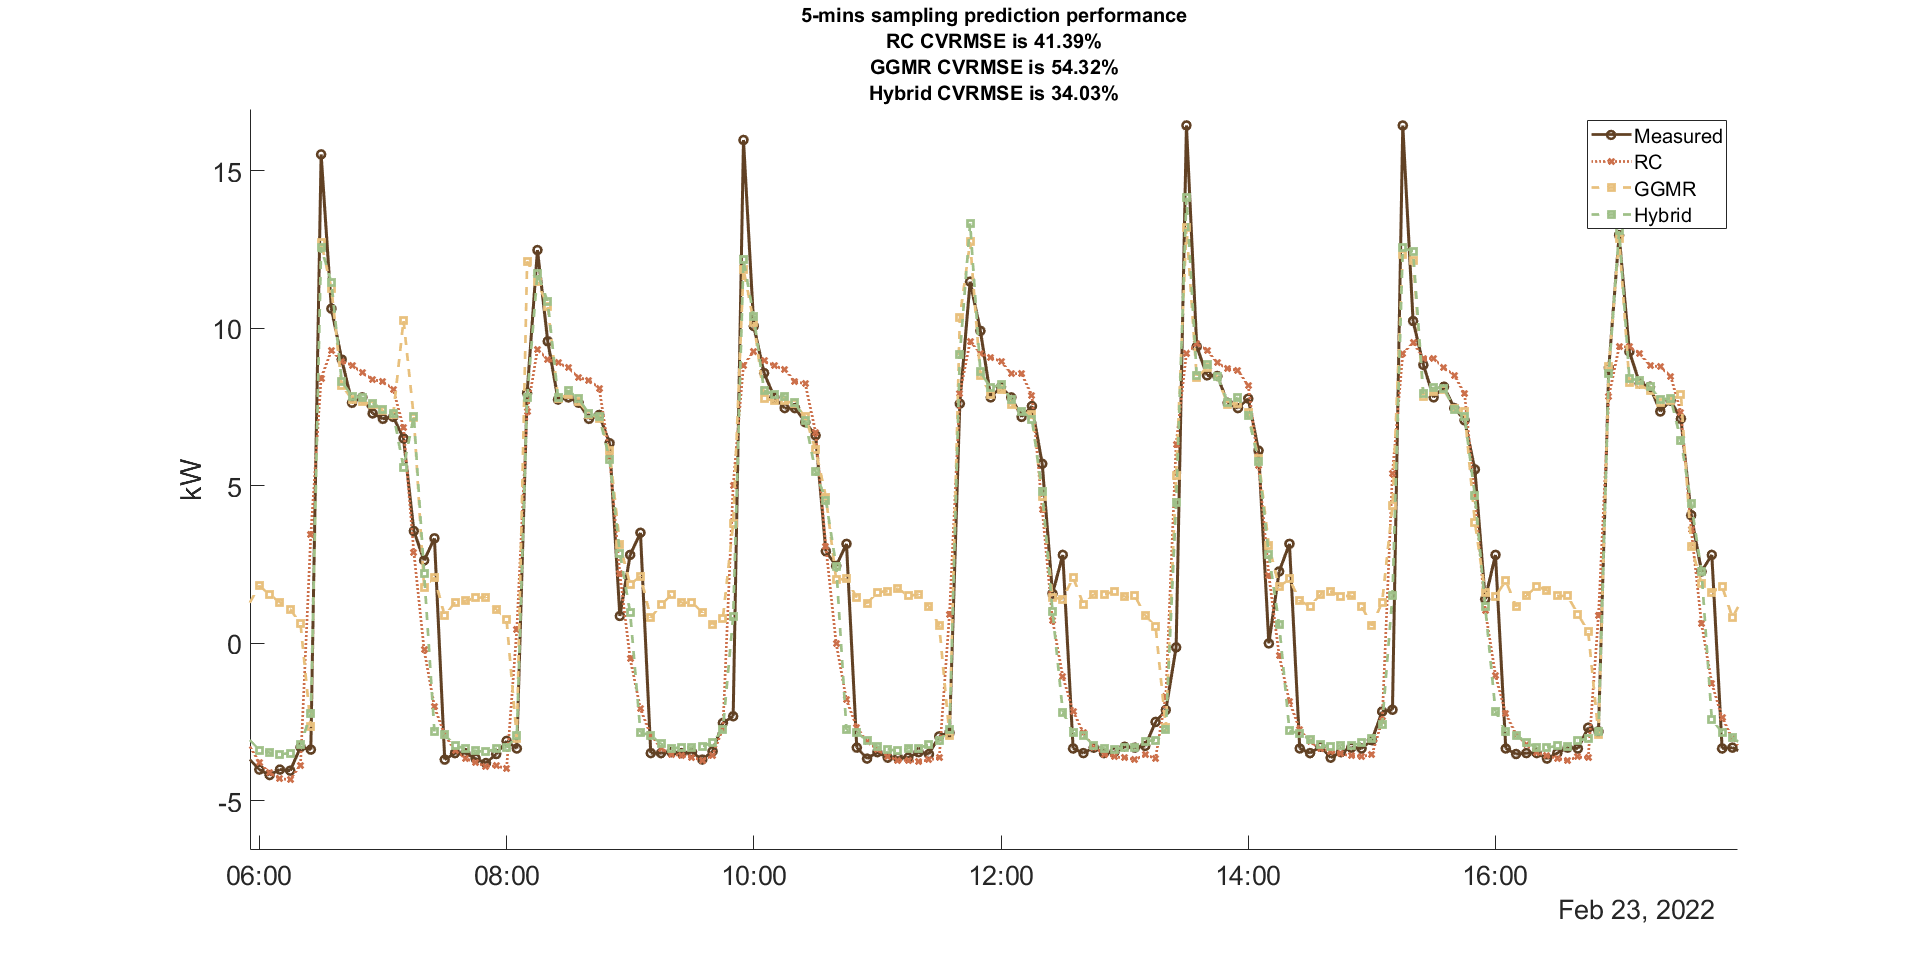 5-mins sampling prediction performance
RC CVRMSE is 41.39%
GGMR CVRMSE is 54.32%
Hybrid CVRMSE is 34.03%
Measured
RC
GGMR
Hybrid
kW
15
10
5
0
-5
06:00 08:00 10:00 12:00 14:00 16:00
Feb 23, 2022